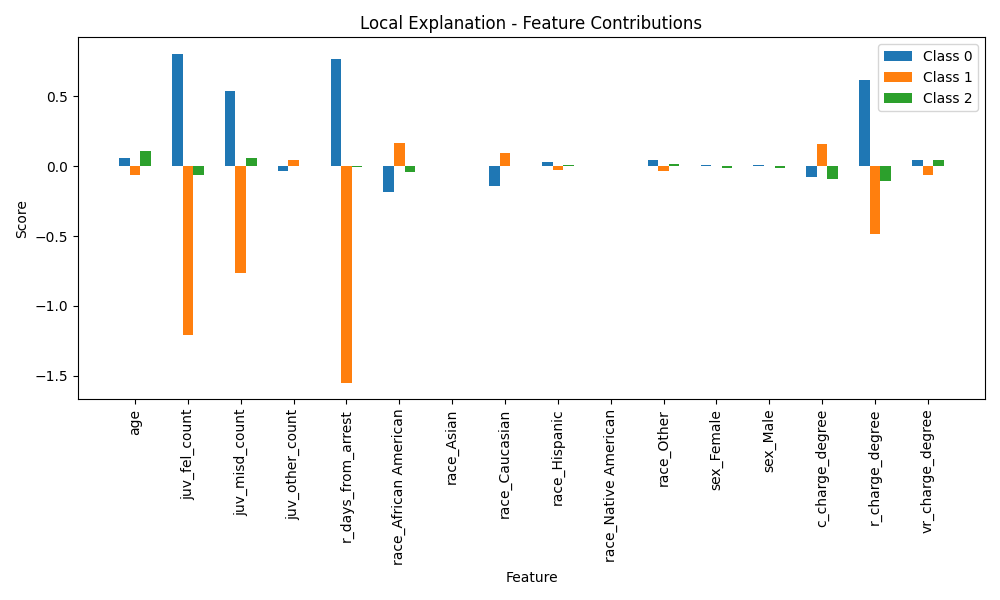 Local Explanation - Feature Contributions
Class 0
Class 1
Class 2
Score
0.5
0.0
−0.5
−1.0
−1.5
age
juv_fel_count
juv_misd_count
juv_other_count
r_days_from_arrest
race_African American
race_Asian
race_Caucasian
race_Hispanic
race_Native American
race_Other
sex_Female
sex_Male
c_charge_degree
r_charge_degree
vr_charge_degree
Feature